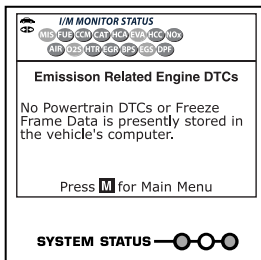 I/M MONITOR STATUS
MIS FUE CCM CAT HCA EVA HCC NOx
AIR O2S HTR EGR BPS EGS DPF
Emissison Related Engine DTCs
No Powertrain DTCs or Freeze
Frame Data is presently stored in
the vehicle's computer.
Press M for Main Menu
SYSTEM STATUS